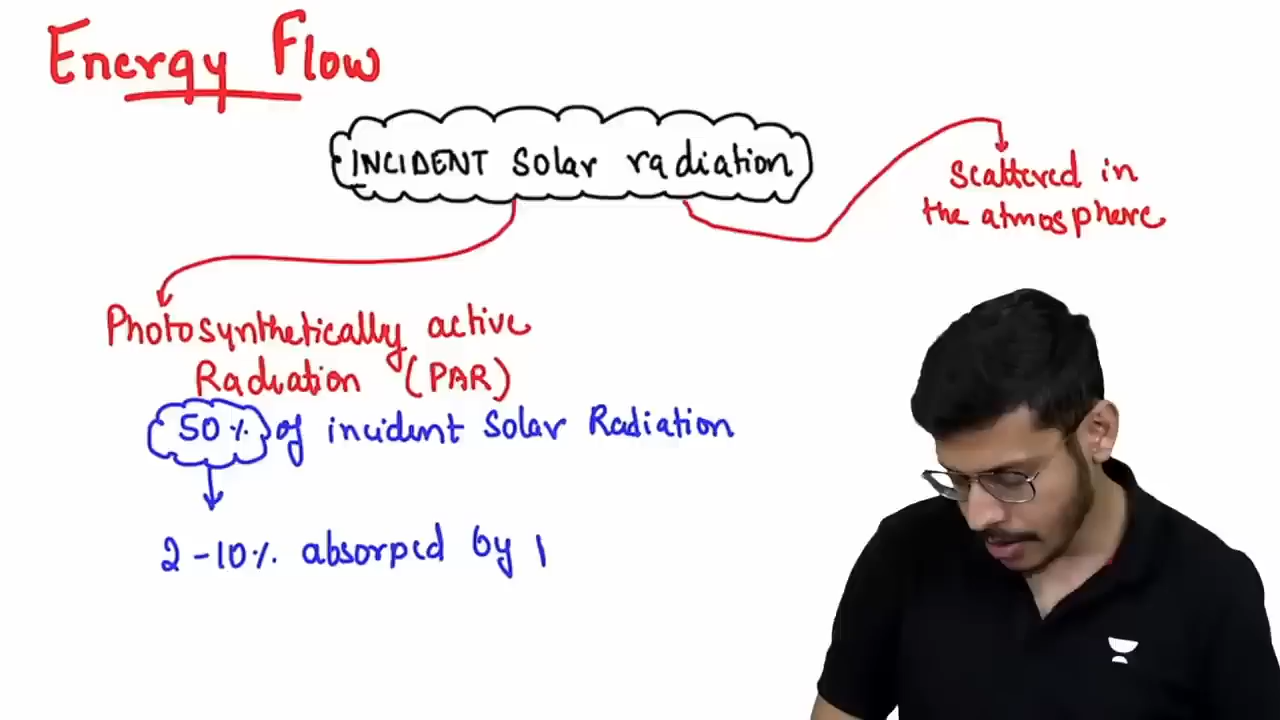 Energy Flow
INCIDENT Solar radiation
Scattered in
the atmosphere
Photosynthetically active
Radiation (PAR)
50% of incident Solar Radiation
2-10% absorped by